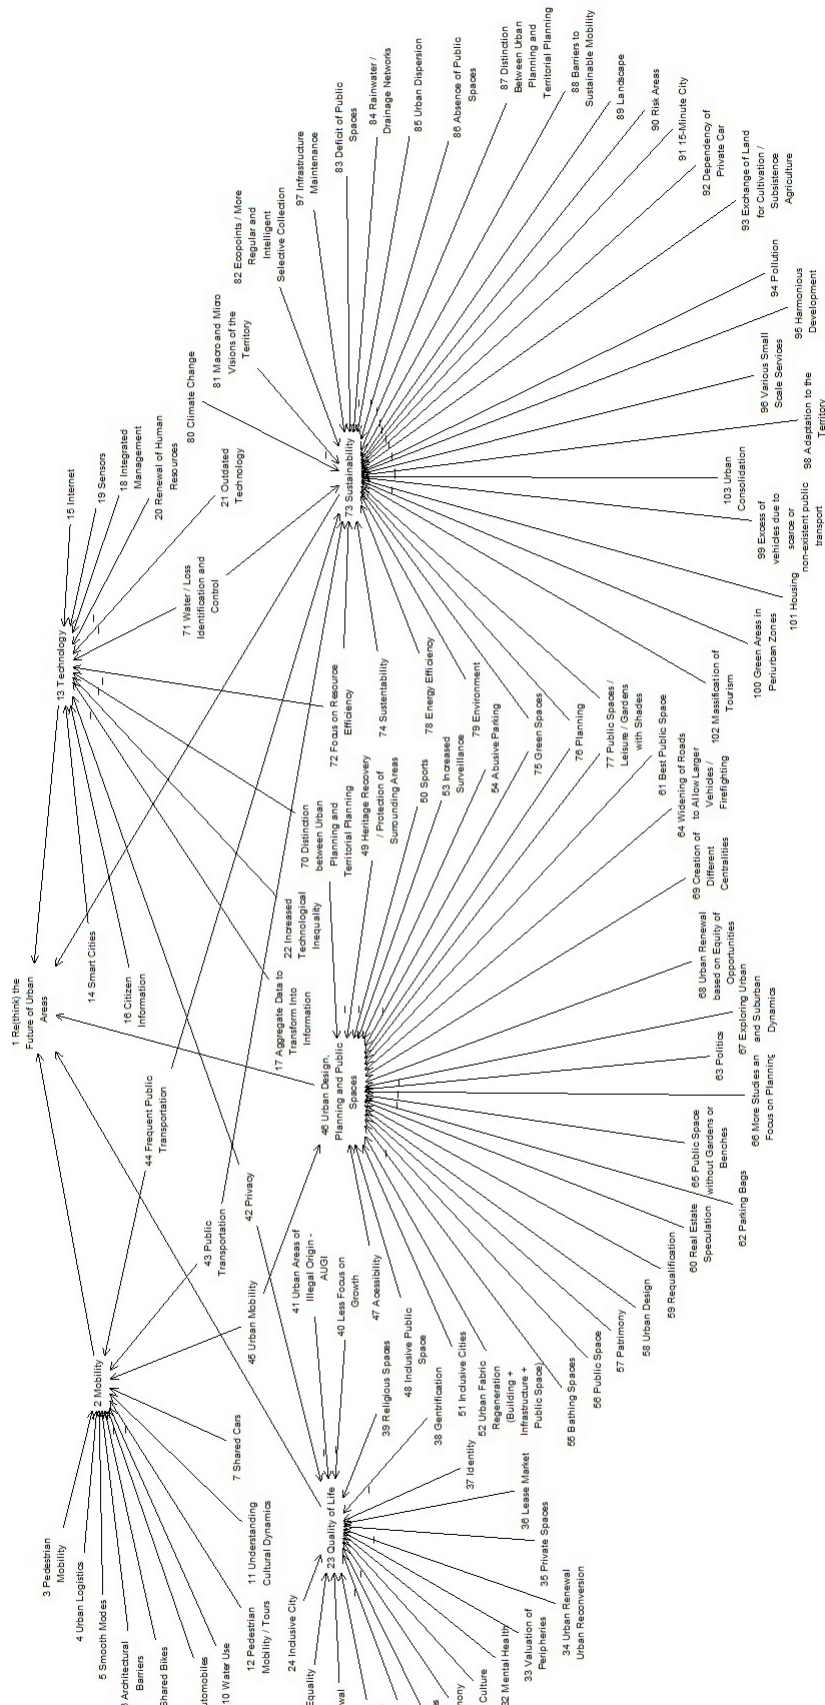 1 Re(think) the
Future of Urban
Areas
2 Mobility
3 Pedestrian
Mobility
4 Urban Logistics
5 Smooth Modes
Architectural
Barriers
Shared Bikes
10 Water Use
12 Pedestrian
Mobility / Tours
11 Understanding
Cultural Dynamics
7 Shared Cars
45 Urban Mobility
43 Public
Transportation
44 Frequent Public
Transportation
42 Privacy
13 Technology
14 Smart Cities
16 Citizen
Information
15 Internet
19 Sensors
18 Integrated
Management
20 Renewal of Human
Resources
21 Outdated
Technology
71 Water / Loss
Identification and
Control
72 Focus on Resource
Efficiency
70 Distinction
between Urban
Planning and
Territorial Planning
22 Increased
Technological
Inequality
17 Aggregate Data to
Transform Into
Information
23 Quality of Life
24 Inclusive City
Equality
Culture
32 Mental Health
33 Valuation of
Peripheries
34 Urban Renewal
Urban Reconversion
35 Private Spaces
36 Lease Market
37 Identity
38 Gentrification
39 Religious Spaces
40 Less Focus on
Growth
41 Urban Areas of
Illegal Origin -
AUGI
46 Urban Design,
Planning and Public
Spaces
47 Acessibility
48 Inclusive Public
Space
51 Inclusive Cities
52 Urban Fabric
Regeneration
(Building +
Infrastructure +
Public Space)
55 Bathing Spaces
56 Public Space
57 Patrimony
58 Urban Design
59 Requalification
60 Real Estate
Speculation
62 Parking Bags
65 Public Space
without Gardens or
Benches
66 More Studies an
Focus on Planning
63 Politics
67 Exploring Urban
and Suburban
Dynamics
68 Urban Renewal
based on Equity of
Opportunities
69 Creation of
Different
Centralities
64 Widening of Roads
to Allow Larger
Vehicles /
Firefighting
61 Best Public Space
77 Public Spaces /
Leisure / Gardens
with Shades
76 Planning
75 Green Spaces
54 Abusive Parking
53 Increased
Surveillance
50 Sports
49 Heritage Recovery
/ Protection of
Surrounding Areas
73 Sustainability
74 Sustentability
78 Energy Efficiency
79 Environment
80 Climate Change
81 Macro and Micro
Visions of the
Territory
82 Ecopoints / More
Regular and
Intelligent
Selective Collection
97 Infrastructure
Maintenance
83 Deficit of Public
Spaces
84 Rainwater /
Drainage Networks
85 Urban Dispersion
86 Absence of Public
Spaces
87 Distinction
Between Urban
Planning and
Territorial Planning
88 Barriers to
Sustainable Mobility
89 Landscape
90 Risk Areas
91 15-Minute City
92 Dependency of
Private Car
93 Exchange of Land
for Cultivation /
Subsistence
Agriculture
94 Pollution
95 Harmonious
Development
96 Various Small
Scale Services
98 Adaptation to the
Territory
103 Urban
Consolidation
99 Excess of
vehicles due to
scarce or
non-existent public
transport
101 Housing
100 Green Areas in
Periurban Zones
102 Massification of
Tourism